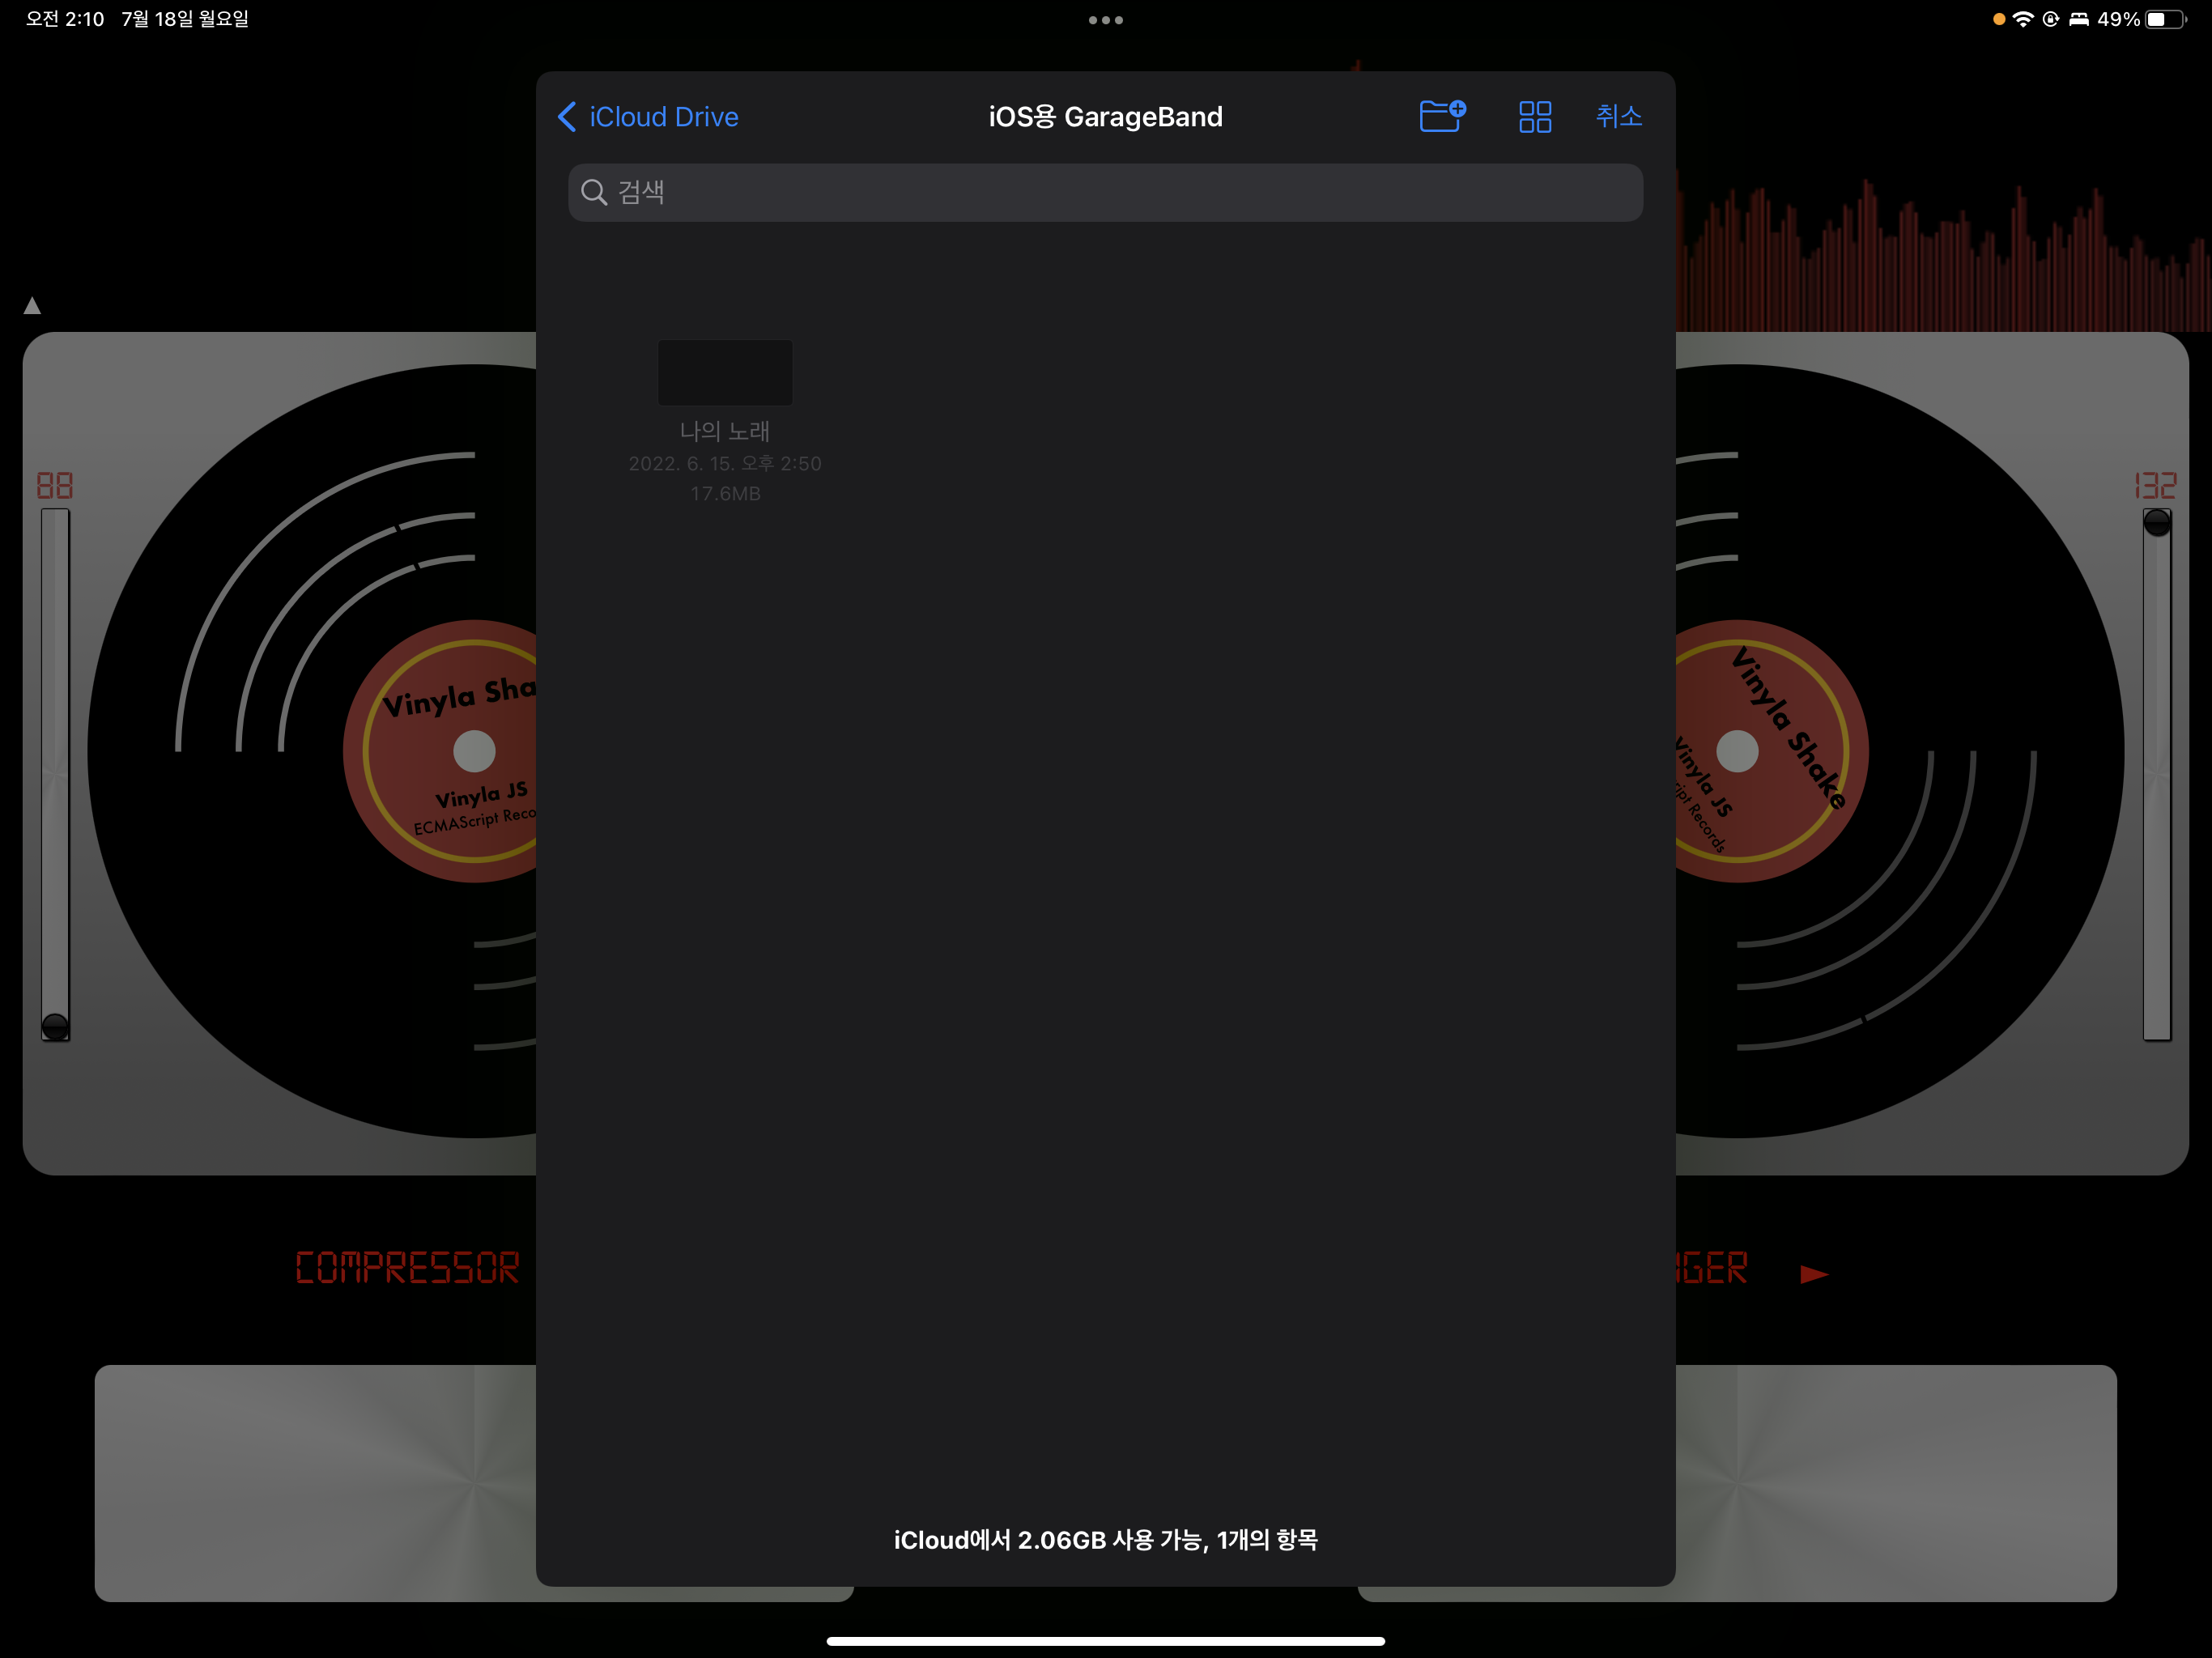 오전 2:10 7월 18일 월요일
49%
iCloud Drive
iOS용 GarageBand
취소
검색
나의 노래
2022. 6. 15. 오후 2:50
17.6MB
88
132
Vinyla Sha
Vinyla JS
ECMAScript Reco
Vinyla Shake
Vinyla JS
ript Records
COMPRESSOR
NGER
iCloud에서 2.06GB 사용 가능, 1개의 항목